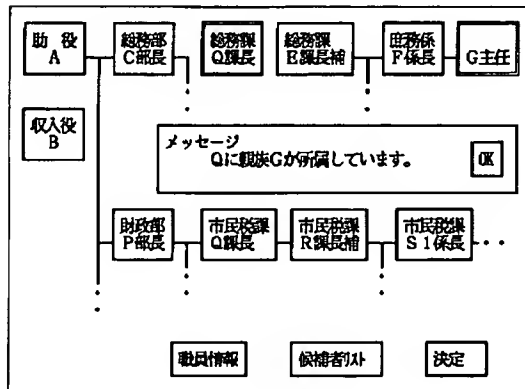 助 役
A
総務部
C部長
総務課
Q課長
総務課
E課長補
庶務係
F係長
G主任
収入役
B
メッセージ
Qに親族Gが所属しています。
OK
財政部
P部長
市民税課
Q課長
市民税課
R課長補
市民税課
S1係長
職員情報
候補者リスト
決定